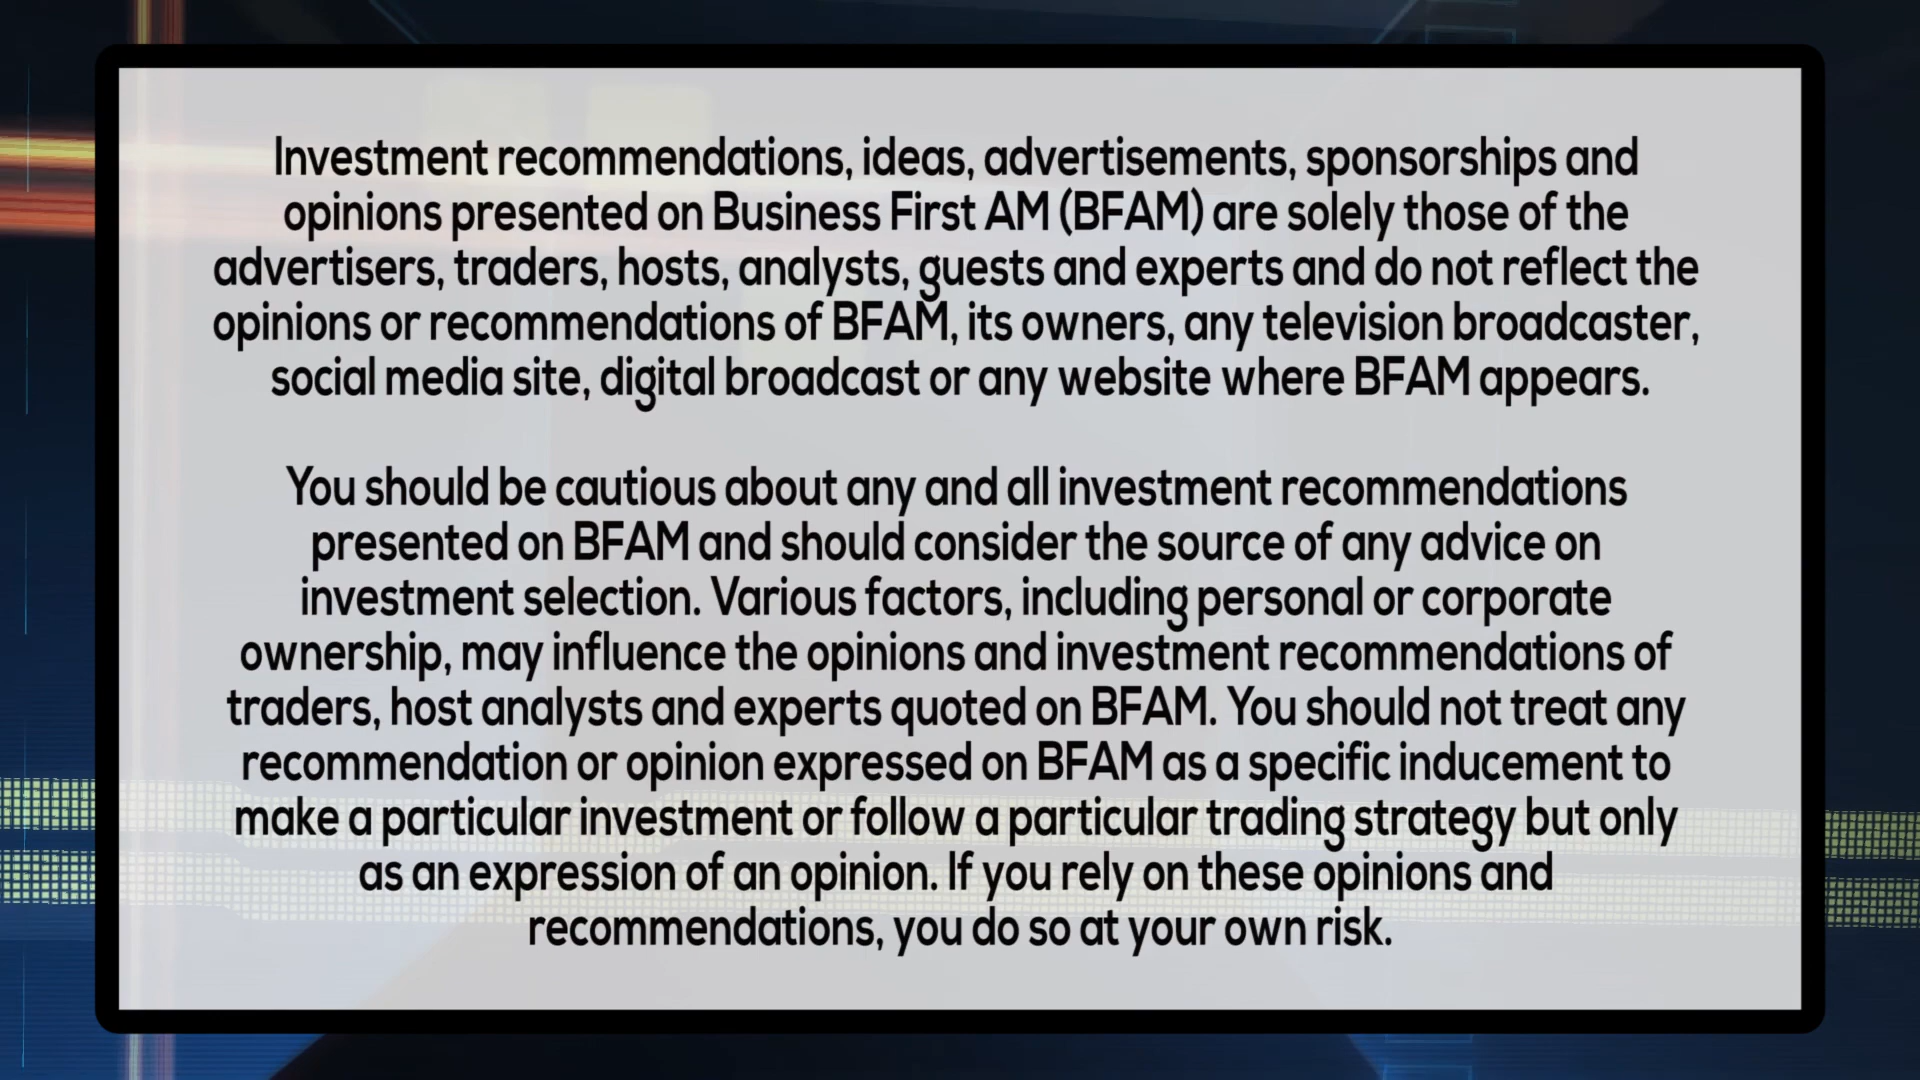 Investment recommendations, ideas, advertisements, sponsorships and
opinions presented on Business First AM (BFAM) are solely those of the
advertisers, traders, hosts, analysts, guests and experts and do not reflect the
opinions or recommendations of BFAM, its owners, any television broadcaster,
social media site, digital broadcast or any website where BFAM appears.
You should be cautious about any and all investment recommendations
presented on BFAM and should consider the source of any advice on
investment selection. Various factors, including personal or corporate
ownership, may influence the opinions and investment recommendations of
traders, host analysts and experts quoted on BFAM. You should not treat any
recommendation or opinion expressed on BFAM as a specific inducement to
make a particular investment or follow a particular trading strategy but only
as an expression of an opinion. If you rely on these opinions and
recommendations, you do so at your own risk.